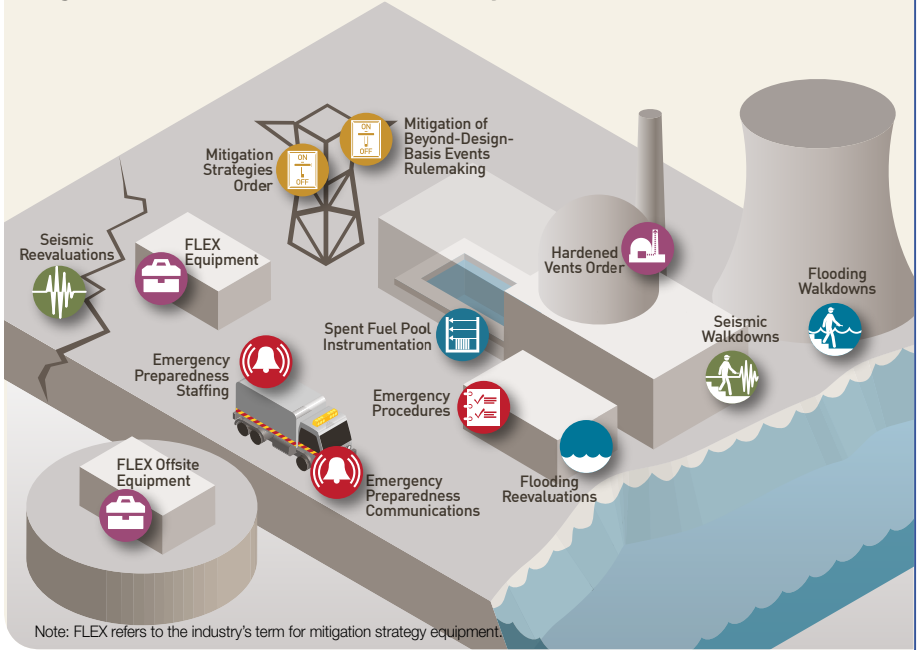 Mitigation
Strategies
Order
ON
OFF
ON
OFF
Mitigation of
Beyond-Design-
Basis Events
Rulemaking
Seismic
Reevaluations
FLEX
Equipment
Hardened
Vents Order
Flooding
Walkdowns
Spent Fuel Pool
Instrumentation
Seismic
Walkdowns
Emergency
Preparedness
Staffing
Emergency
Procedures
FLEX Offsite
Equipment
Emergency
Preparedness
Communications
Flooding
Reevaluations
Note: FLEX refers to the industry's term for mitigation strategy equipment.